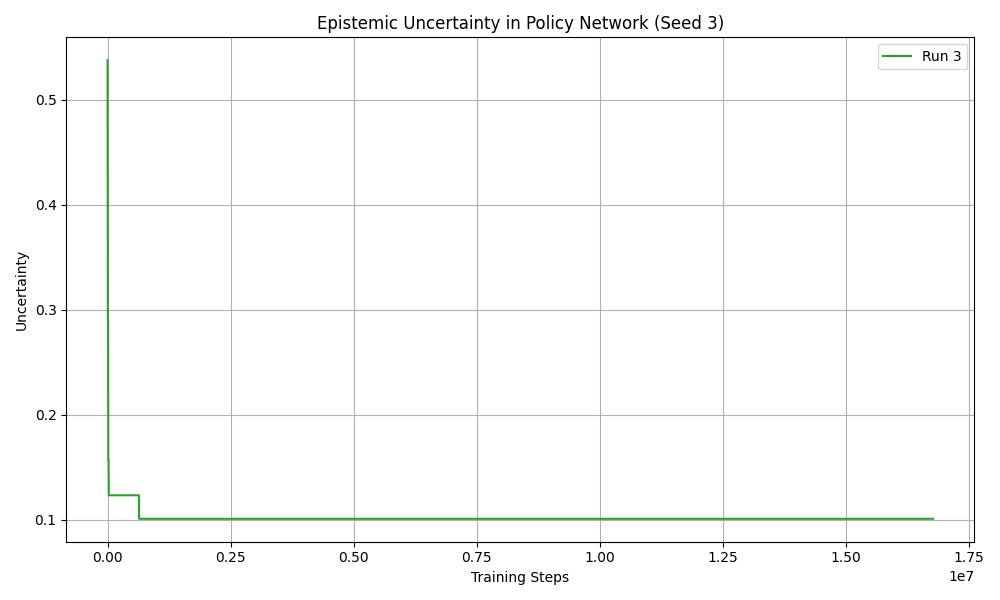 Epistemic Uncertainty in Policy Network (Seed 3)
Run 3
Uncertainty
0.5
0.4
0.3
0.2
0.1
0.00 0.25 0.50 0.75 1.00 1.25 1.50 1.75
1e7
Training Steps